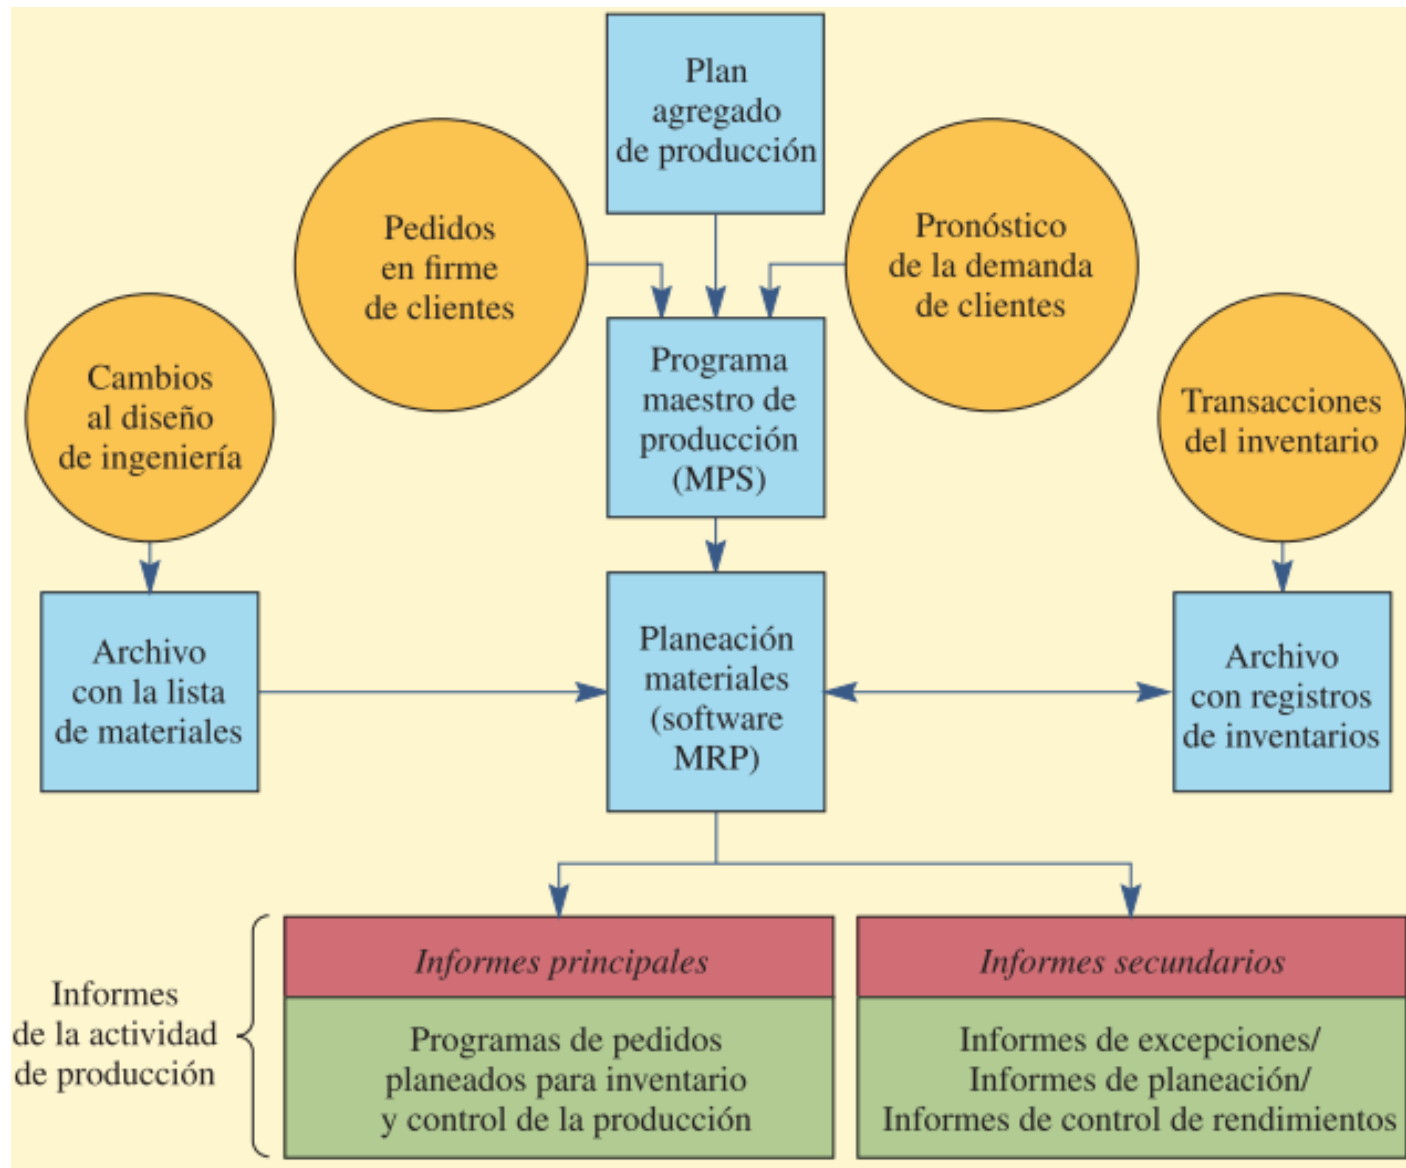 Plan
agregado
de producción
Pedidos
en firme
de clientes
Pronóstico
de la demanda
de clientes
Cambios
al diseño
de ingeniería
Programa
maestro de
producción
(MPS)
Transacciones
del inventario
Archivo
con la lista
de materiales
Planeación
materiales
(software
MRP)
Archivo
con registros
de inventarios
Informes
de la actividad
de producción
Informes principales
Programas de pedidos
planeados para inventario
y control de la producción
Informes secundarios
Informes de excepciones/
Informes de planeación/
Informes de control de rendimientos